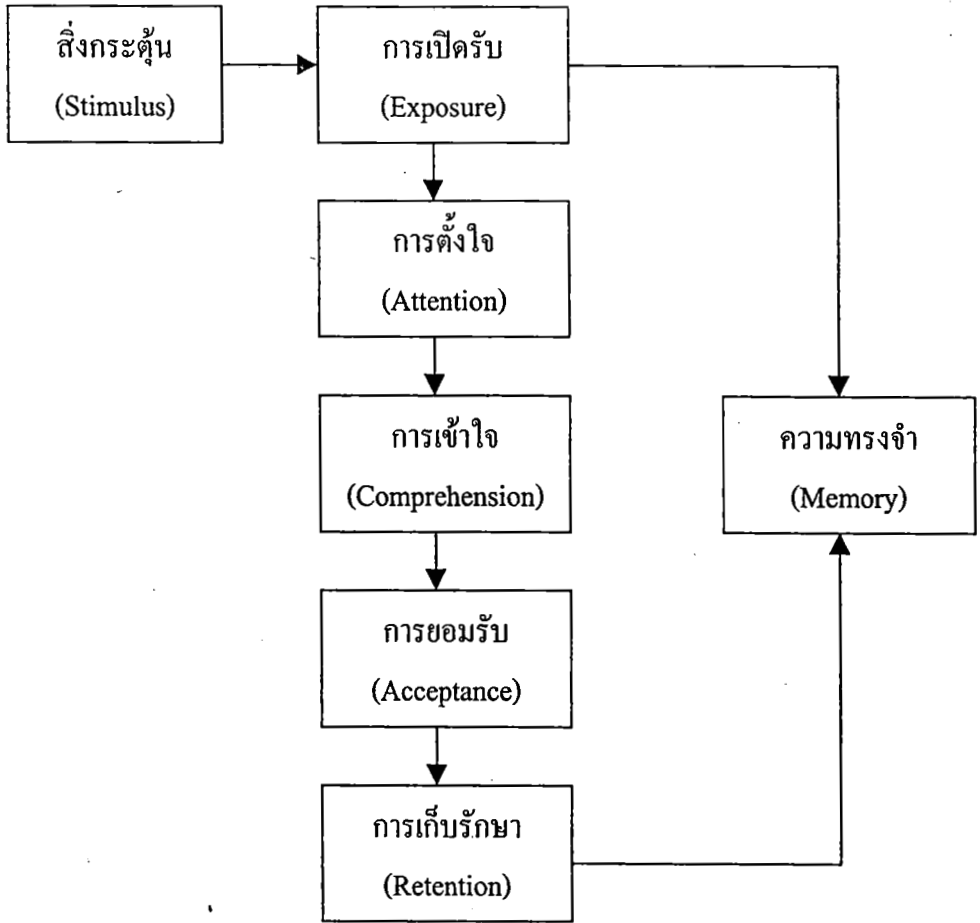 สิ่งกระตุ้น
(Stimulus)
การเปิดรับ
(Exposure)
การตั้งใจ
(Attention)
การเข้าใจ
(Comprehension)
ความทรงจำ
(Memory)
การยอมรับ
(Acceptance)
การเก็บรักษา
(Retention)